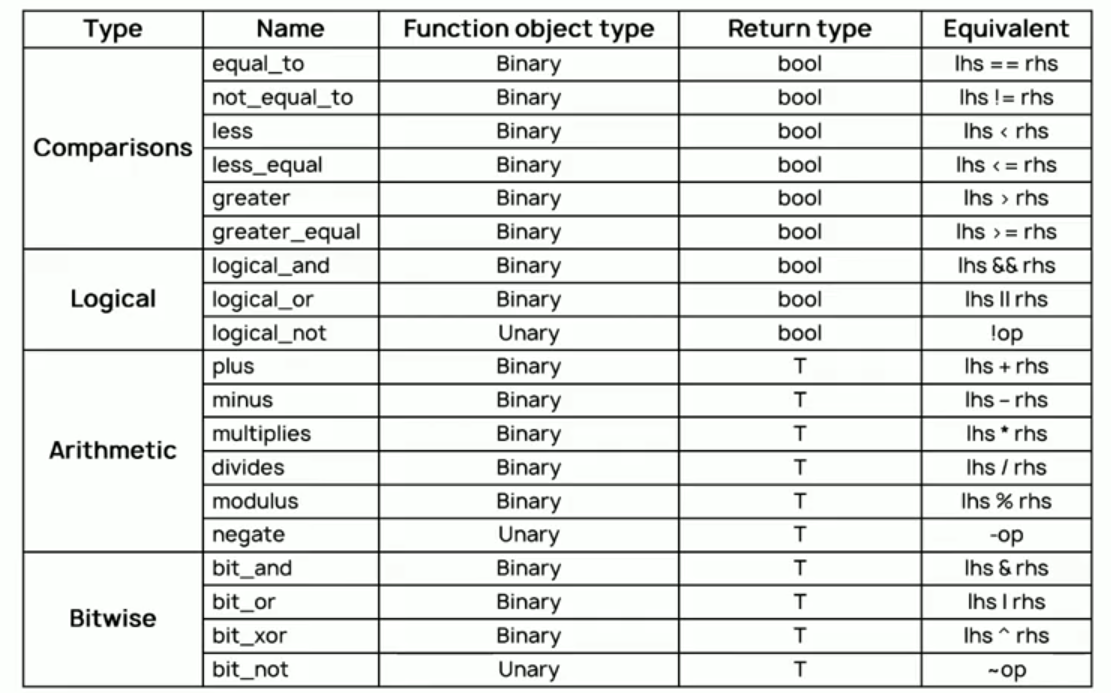 Type Name Function object type Return type Equivalent
Comparisons
equal_to Binary bool lhs == rhs
not_equal_to Binary bool lhs != rhs
less Binary bool lhs < rhs
less_equal Binary bool lhs <= rhs
greater Binary bool lhs > rhs
greater_equal Binary bool lhs >= rhs
Logical
logical_and Binary bool lhs && rhs
logical_or Binary bool lhs || rhs
logical_not Unary bool !op
Arithmetic
plus Binary T lhs + rhs
minus Binary T lhs – rhs
multiplies Binary T lhs * rhs
divides Binary T lhs / rhs
modulus Binary T lhs % rhs
negate Unary T -op
Bitwise
bit_and Binary T lhs & rhs
bit_or Binary T lhs | rhs
bit_xor Binary T lhs ^ rhs
bit_not Unary T ~op